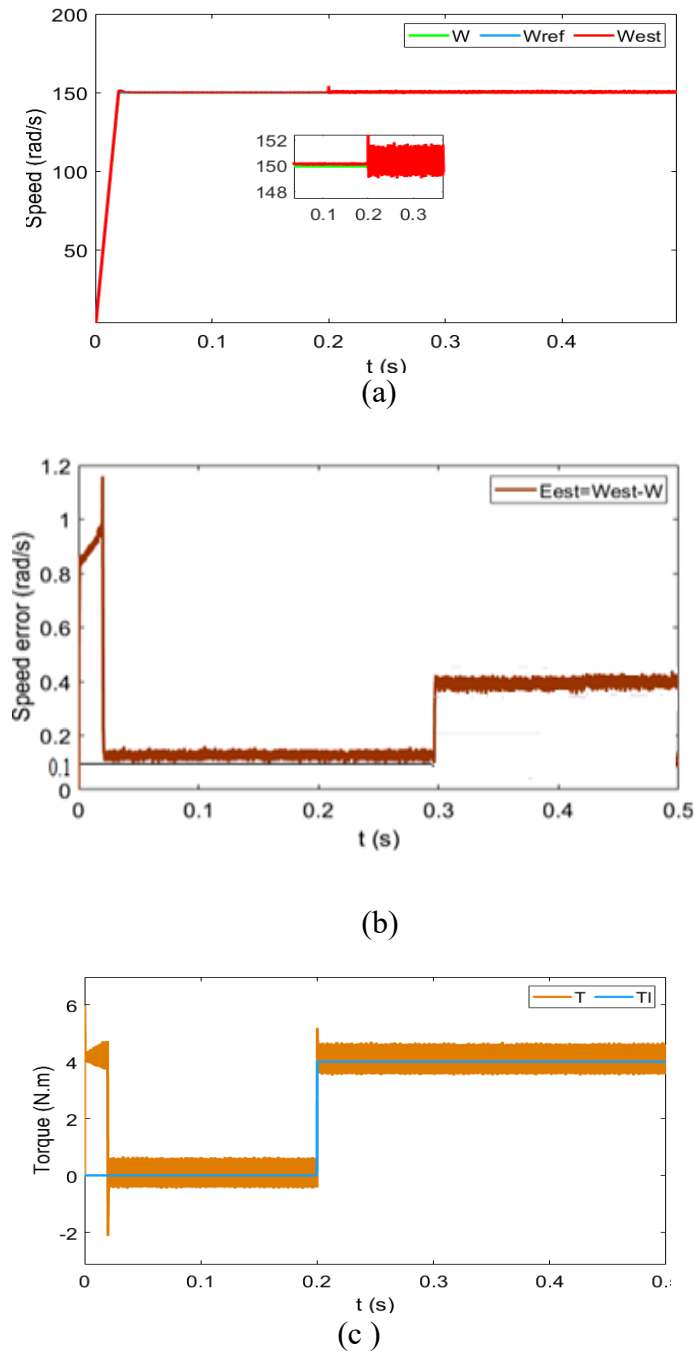 200
W Wref West
150
152
150
148
0.1 0.2 0.3
100
50
Speed (rad/s)
0 0.1 0.2 0.3 0.4
t (s)
(a)
1.2
Eest=West-W
1
0.8
0.6
0.4
0.2
0.1
0
Speed error (rad/s)
0 0.1 0.2 0.3 0.4 0.5
t (s)
(b)
6
T Tl
4
2
0
-2
Torque (N.m)
0 0.1 0.2 0.3 0.4
t (s)
(c )